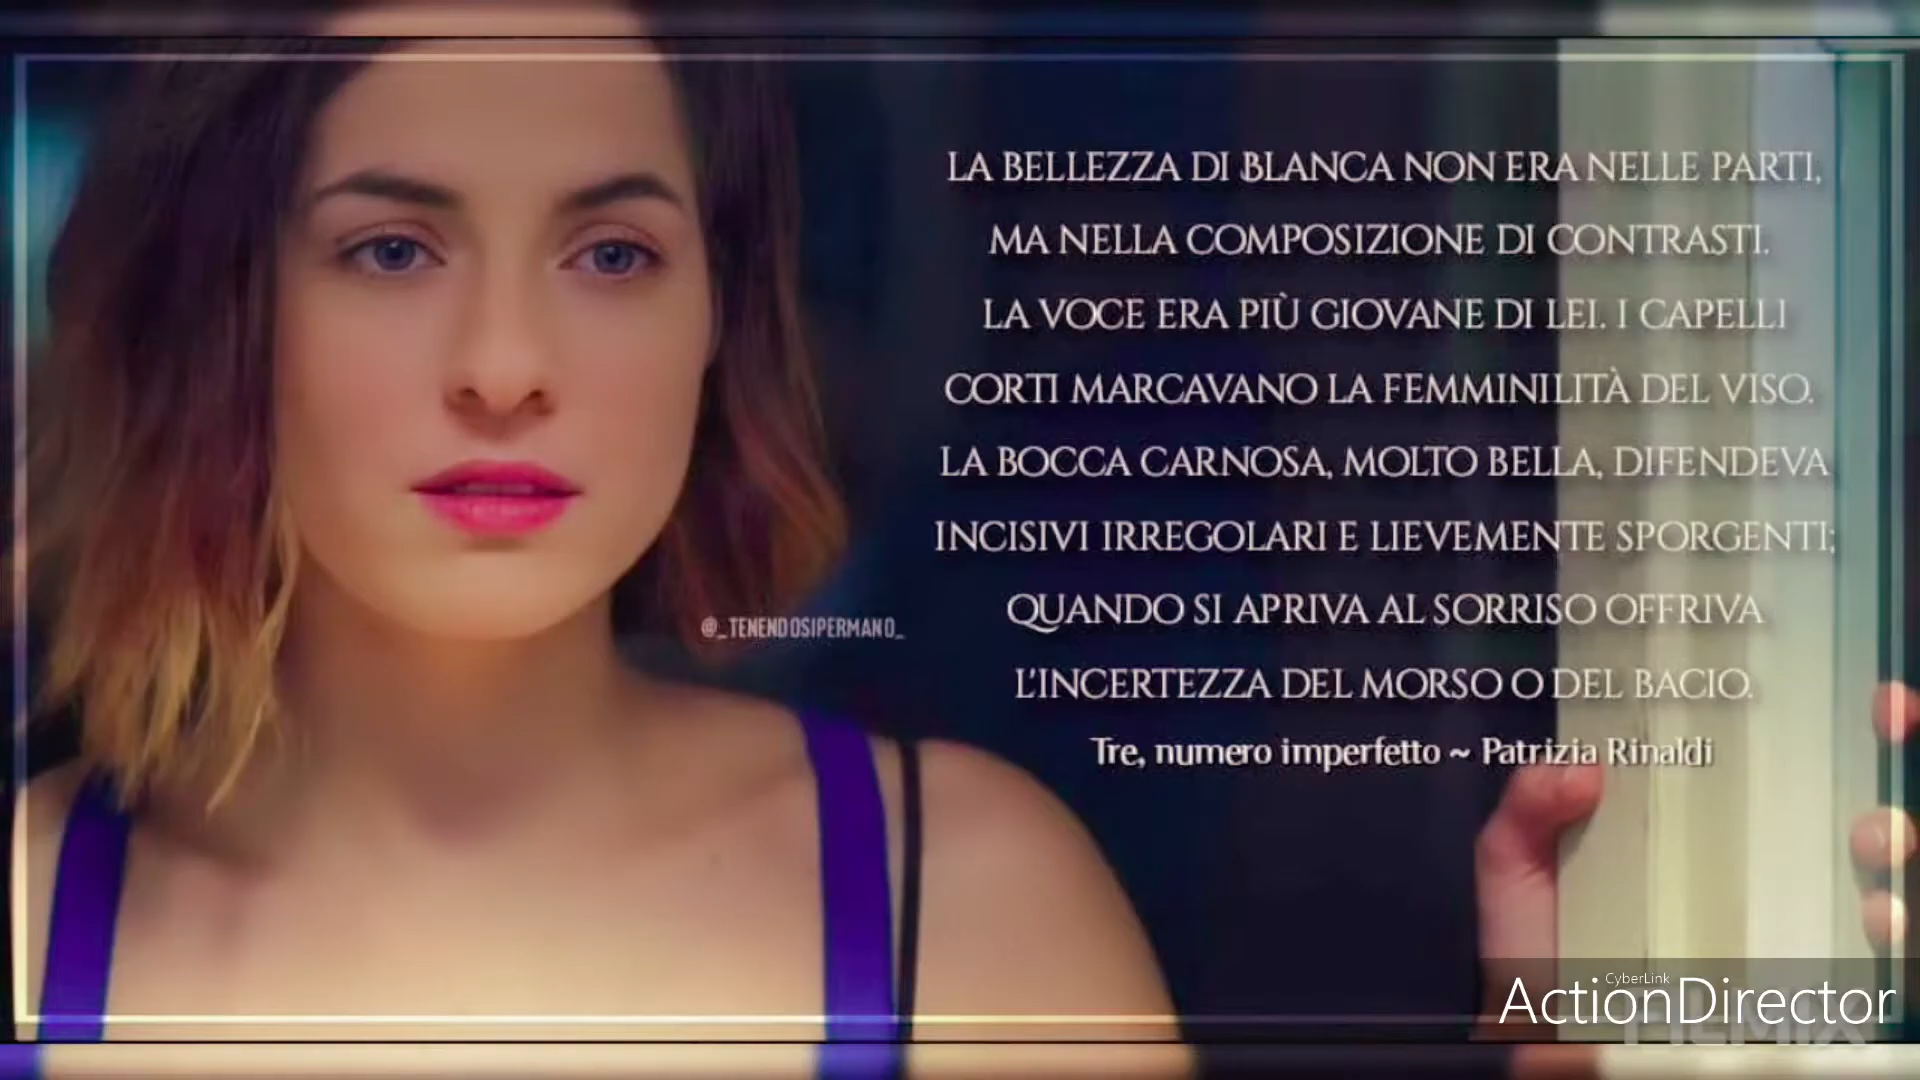 LA BELLEZZA DI BLANCA NON ERA NELLE PARTI,
MA NELLA COMPOSIZIONE DI CONTRASTI.
LA VOCE ERA PIÙ GIOVANE DI LEI. I CAPELLI
CORTI MARCAVANO LA FEMMINILITÀ DEL VISO.
LA BOCCA CARNOSA, MOLTO BELLA, DIFENDEVA
INCISIVI IRREGOLARI E LIEVEMENTE SPORGENTI;
QUANDO SI APRIVA AL SORRISO OFFRIVA
L'INCERTEZZA DEL MORSO O DEL BACIO.
Tre, numero imperfetto ~ Patrizia Rinaldi
@_TENENDOSIPERMANO_
CyberLink
ActionDirector